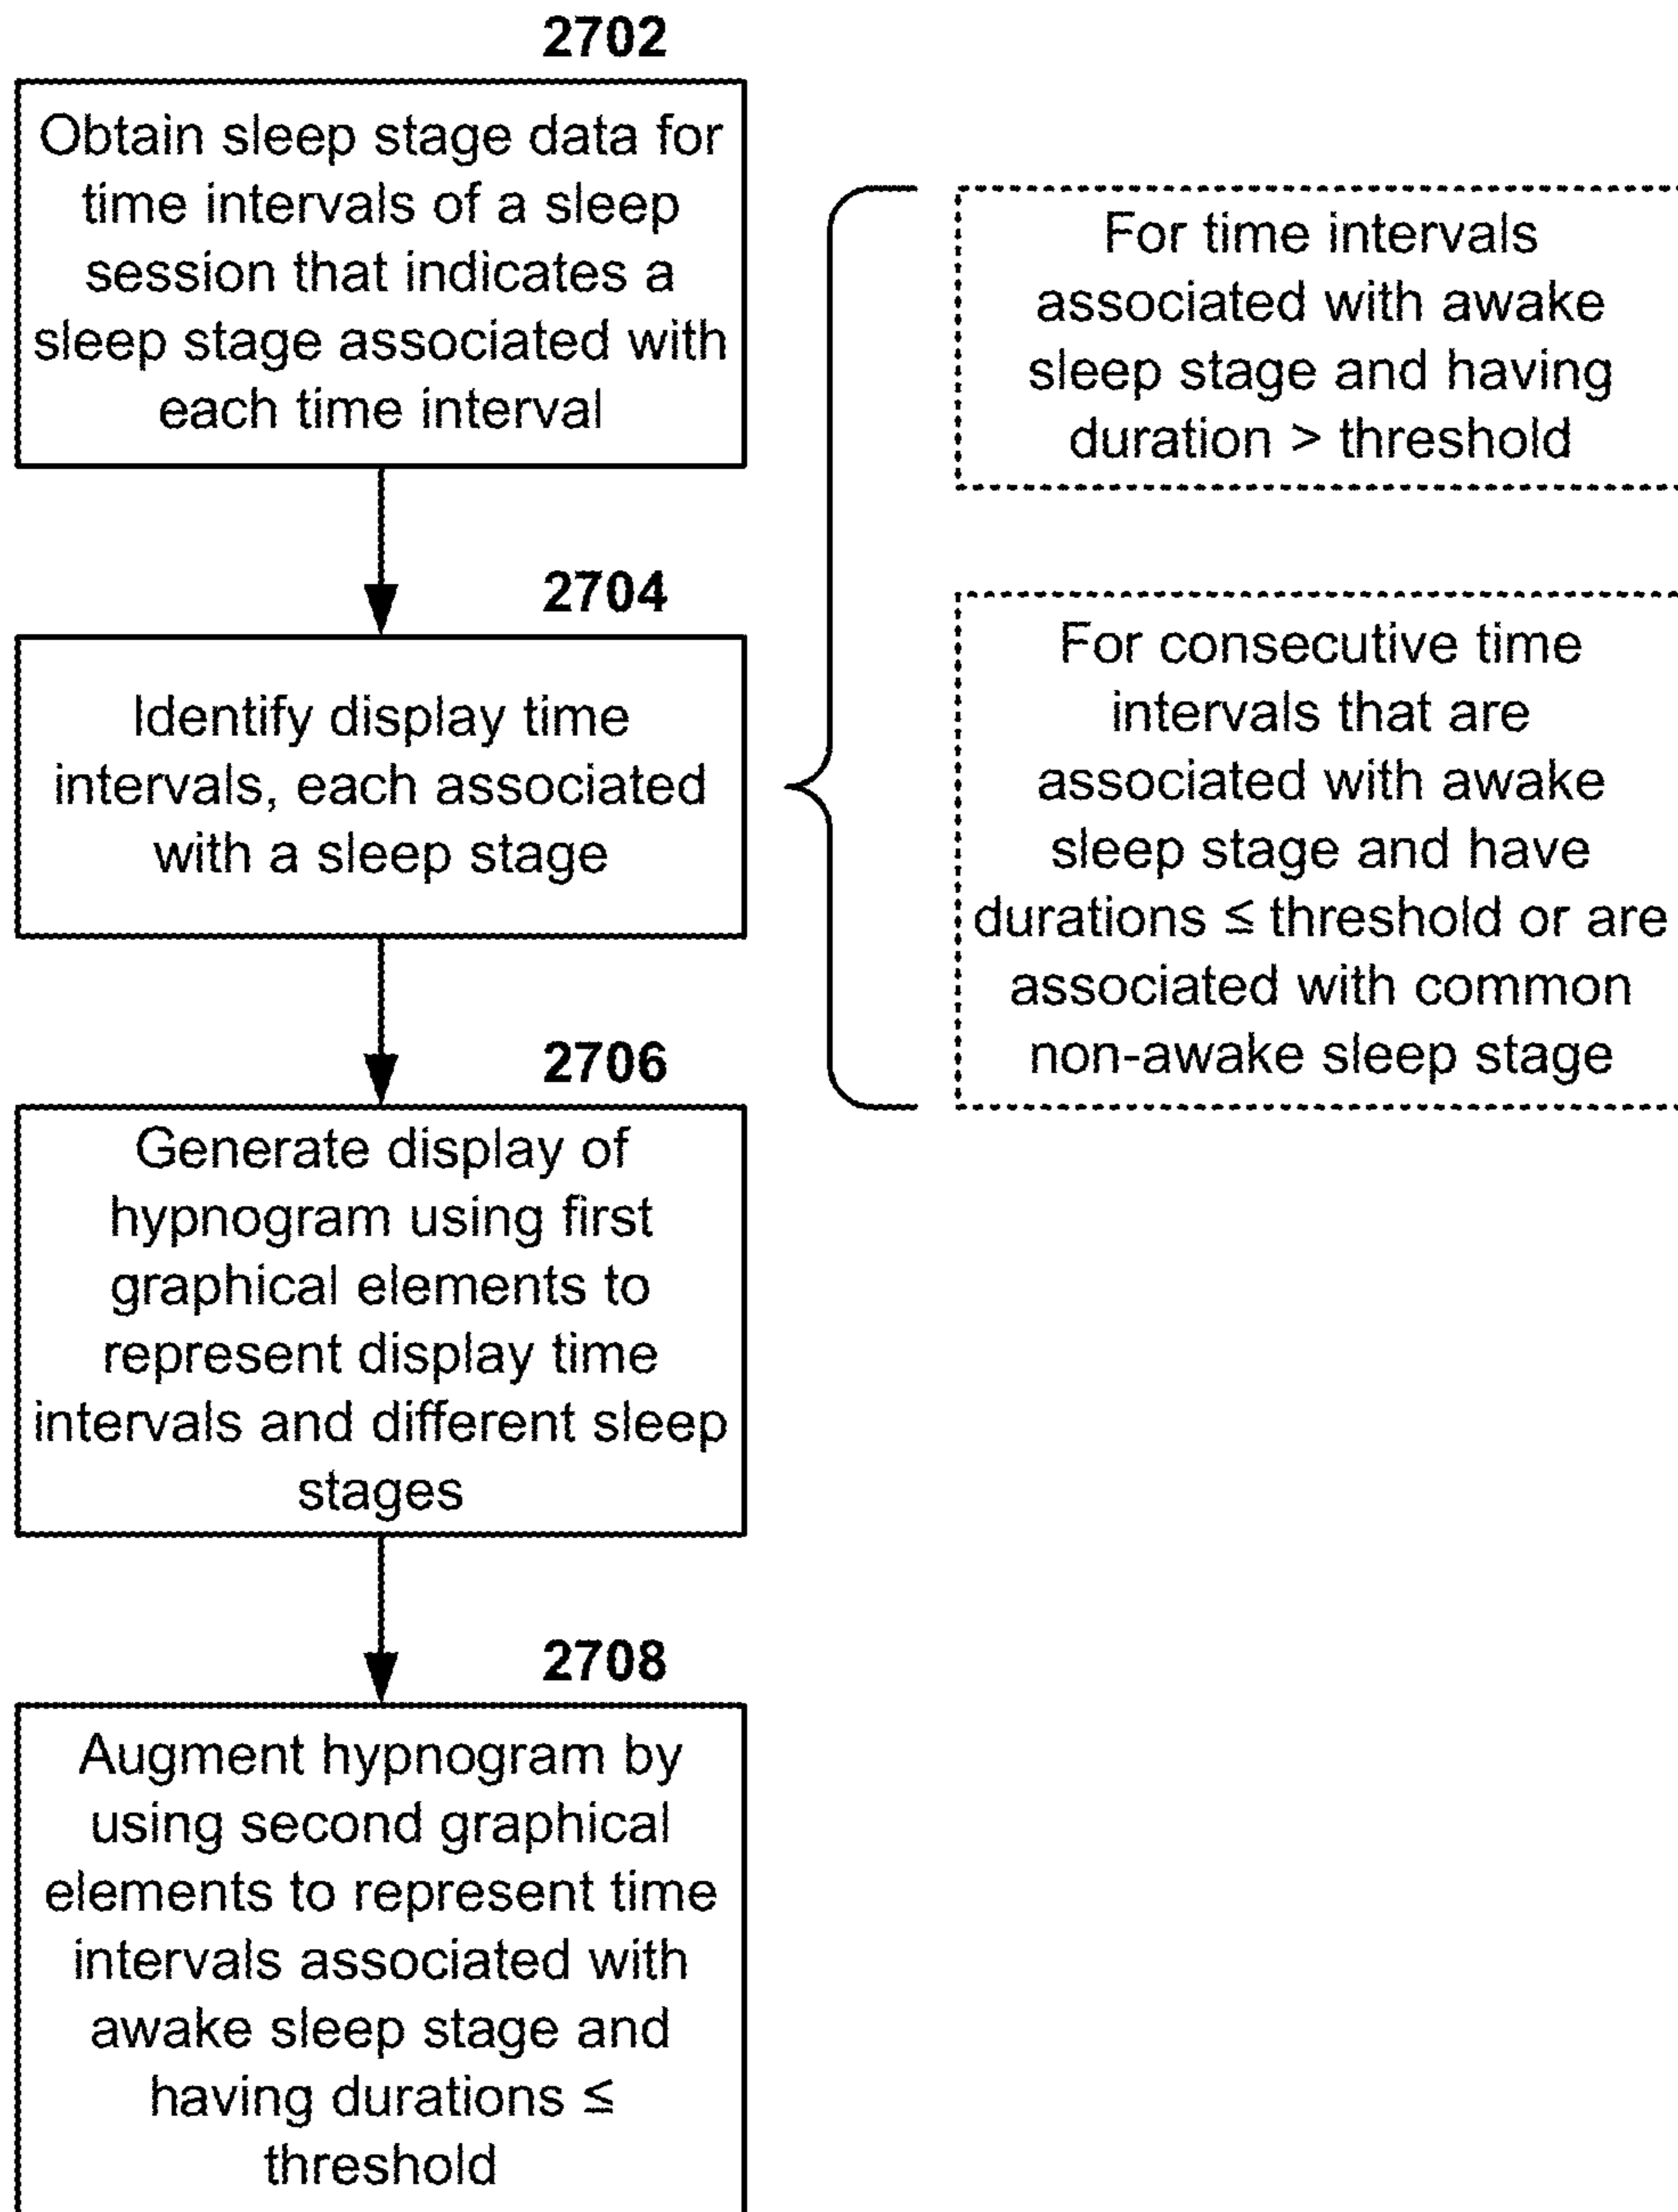 2702
Obtain sleep stage data for
time intervals of a sleep
session that indicates a
sleep stage associated with
each time interval
2704
Identify display time
intervals, each associated
with a sleep stage
For time intervals
associated with awake
sleep stage and having
duration > threshold
For consecutive time
intervals that are
associated with awake
sleep stage and have
durations ≤ threshold or are
associated with common
non-awake sleep stage
2706
Generate display of
hypnogram using first
graphical elements to
represent display time
intervals and different sleep
stages
2708
Augment hypnogram by
using second graphical
elements to represent time
intervals associated with
awake sleep stage and
having durations ≤
threshold